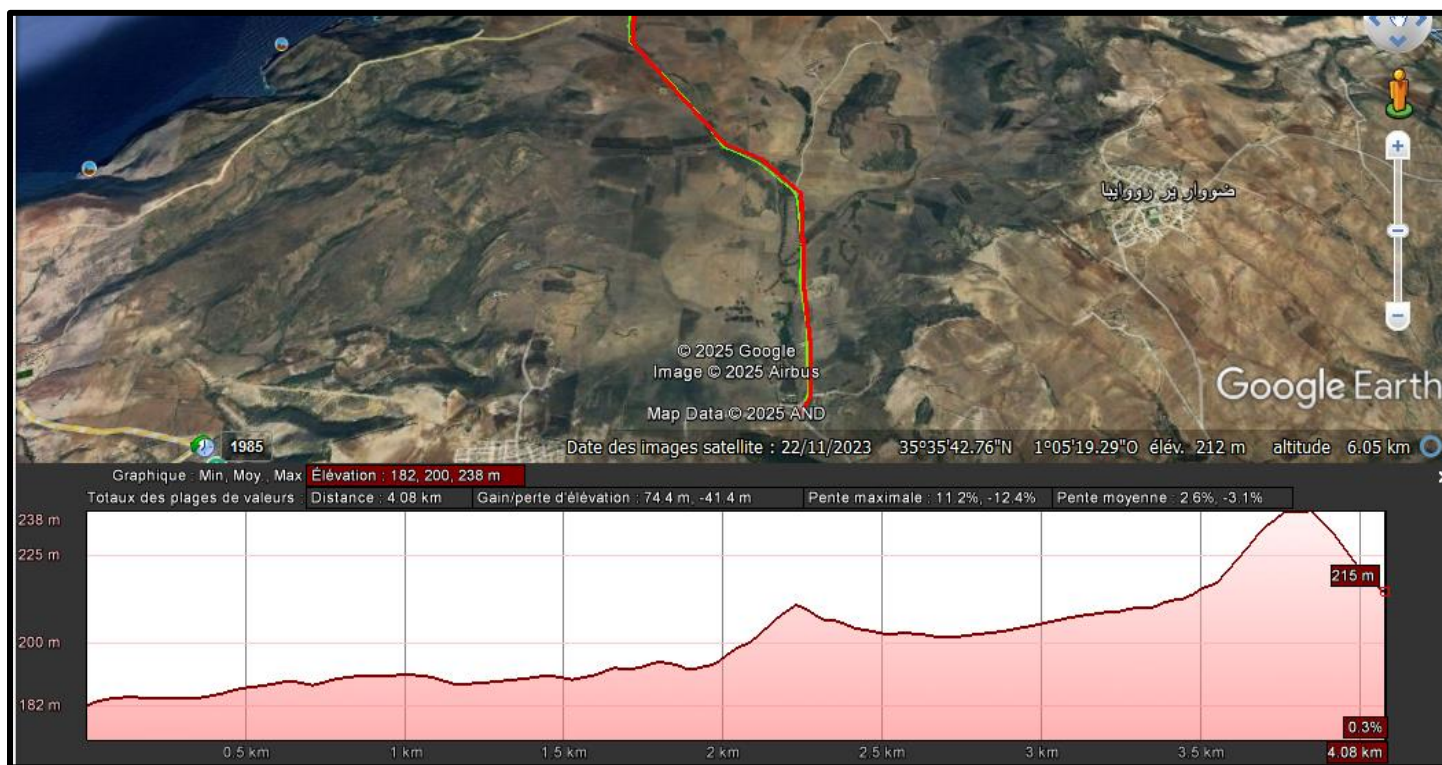 ضووار ير رووايبا
© 2025 Google
Image © 2025 Airbus
Map Data © 2025 AND
Google Earth
1985
Date des images satellite : 22/11/2023 35°35'42.76"N 1°05'19.29"O élév. 212 m altitude 6.05 km
Graphique : Min, Moy., Max Élévation : 182, 200, 238 m
Totaux des plages de valeurs : Distance : 4.08 km Gain/perte d'élévation : 74.4 m, -41.4 m Pente maximale : 11.2%, -12.4% Pente moyenne : 2.6%, -3.1%
238 m
225 m
215 m
200 m
182 m
0.3%
0.5 km 1 km 1.5 km 2 km 2.5 km 3 km 3.5 km 4.08 km